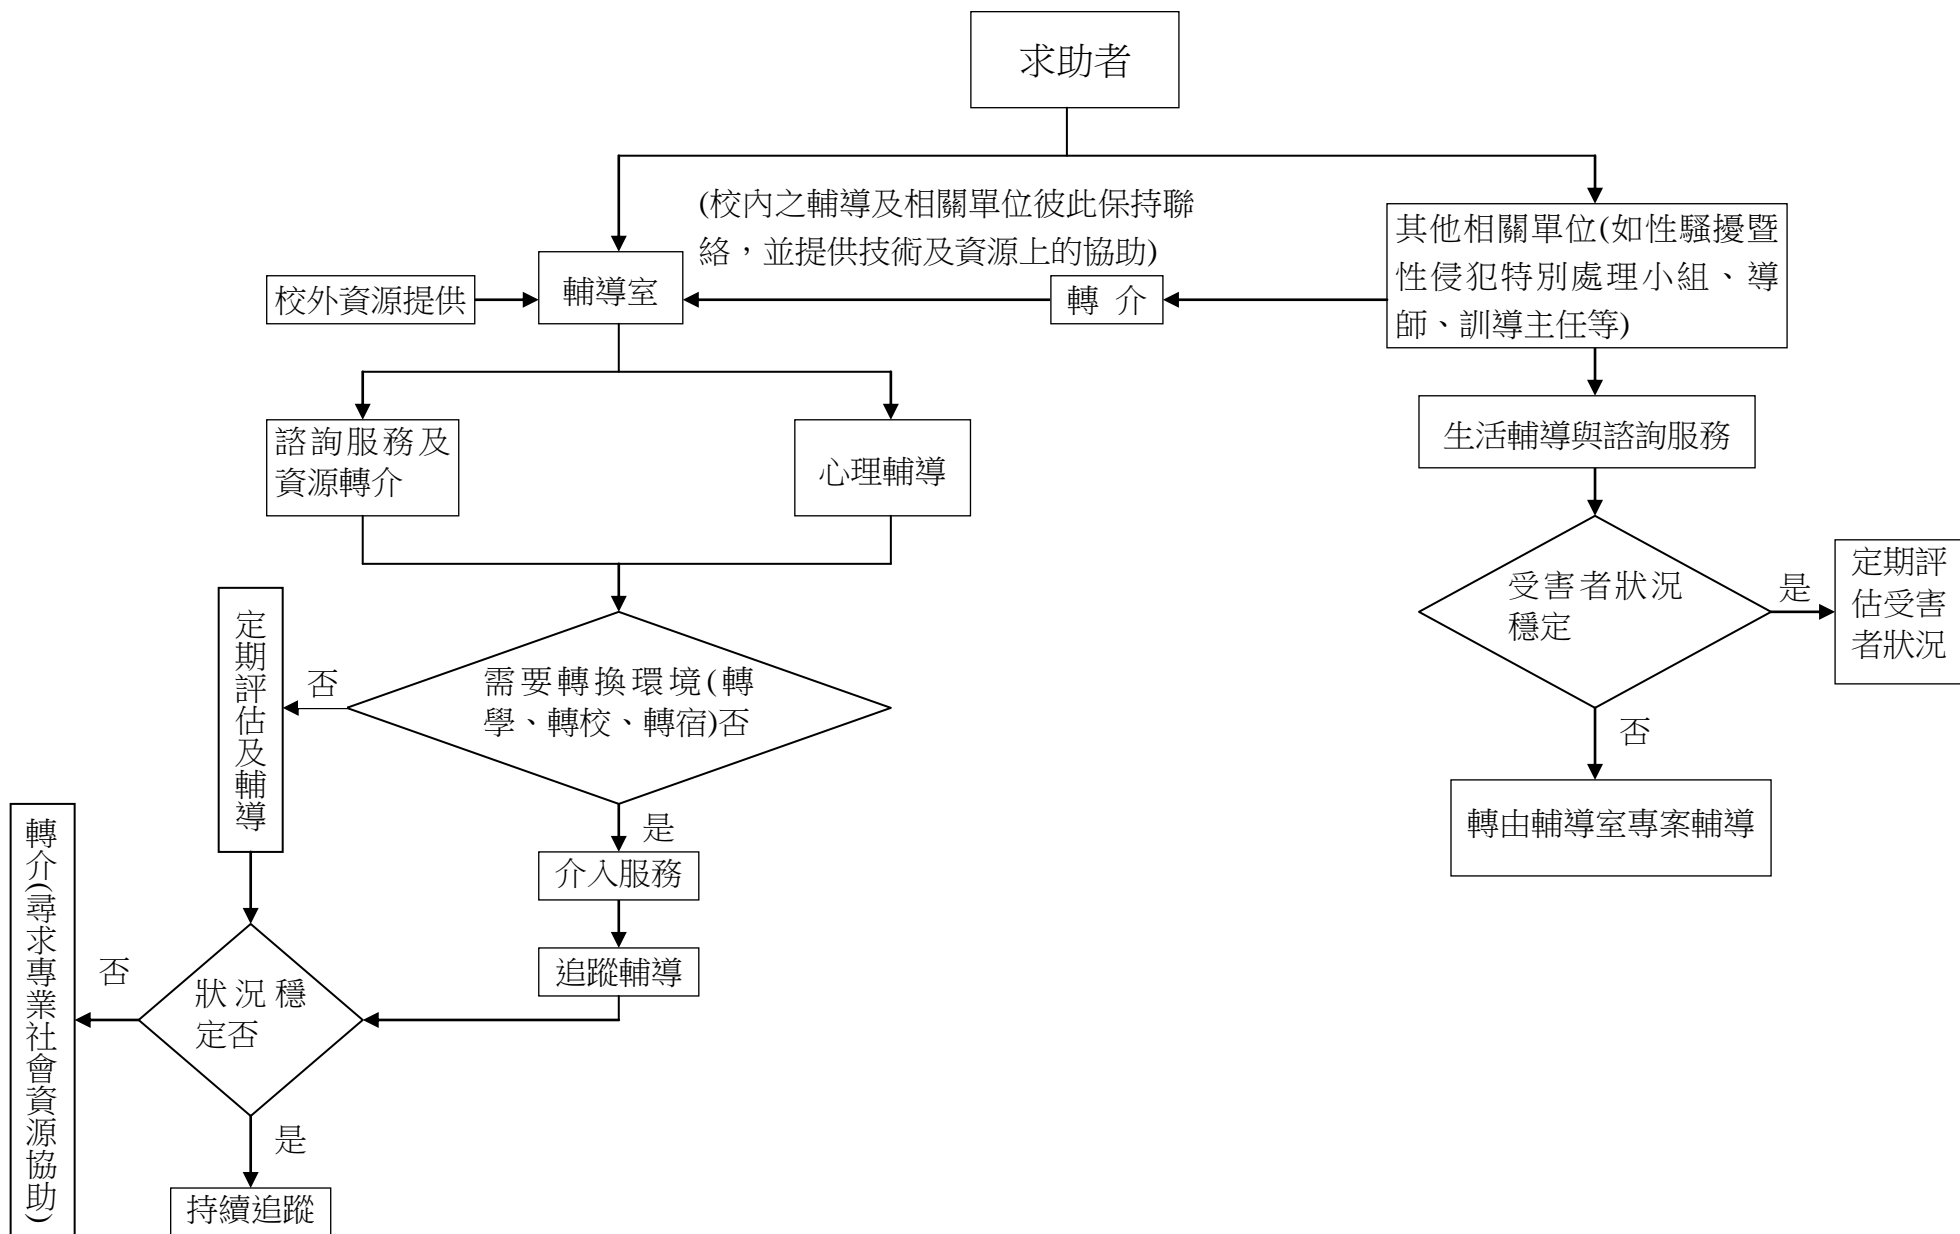 求助者
(校內之輔導及相關單位彼此保持聯
絡，並提供技術及資源上的協助)
其他相關單位(如性騷擾暨
性侵犯特別處理小組、導
師、訓導主任等)
校外資源提供
輔導室
轉 介
諮詢服務及
資源轉介
心理輔導
生活輔導與諮詢服務
受害者狀況
穩定
是
定期評
估受害
者狀況
否
轉由輔導室專案輔導
需要轉換環境(轉
學、轉校、轉宿)否
否
定期評估及輔導
是
介入服務
追蹤輔導
狀況穩
定否
否
轉介(尋求專業社會資源協助)
是
持續追蹤